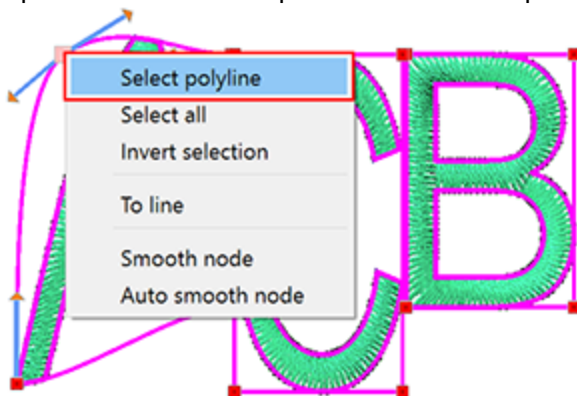 Select polyline
Select all
Invert selection
To line
Smooth node
Auto smooth node
B